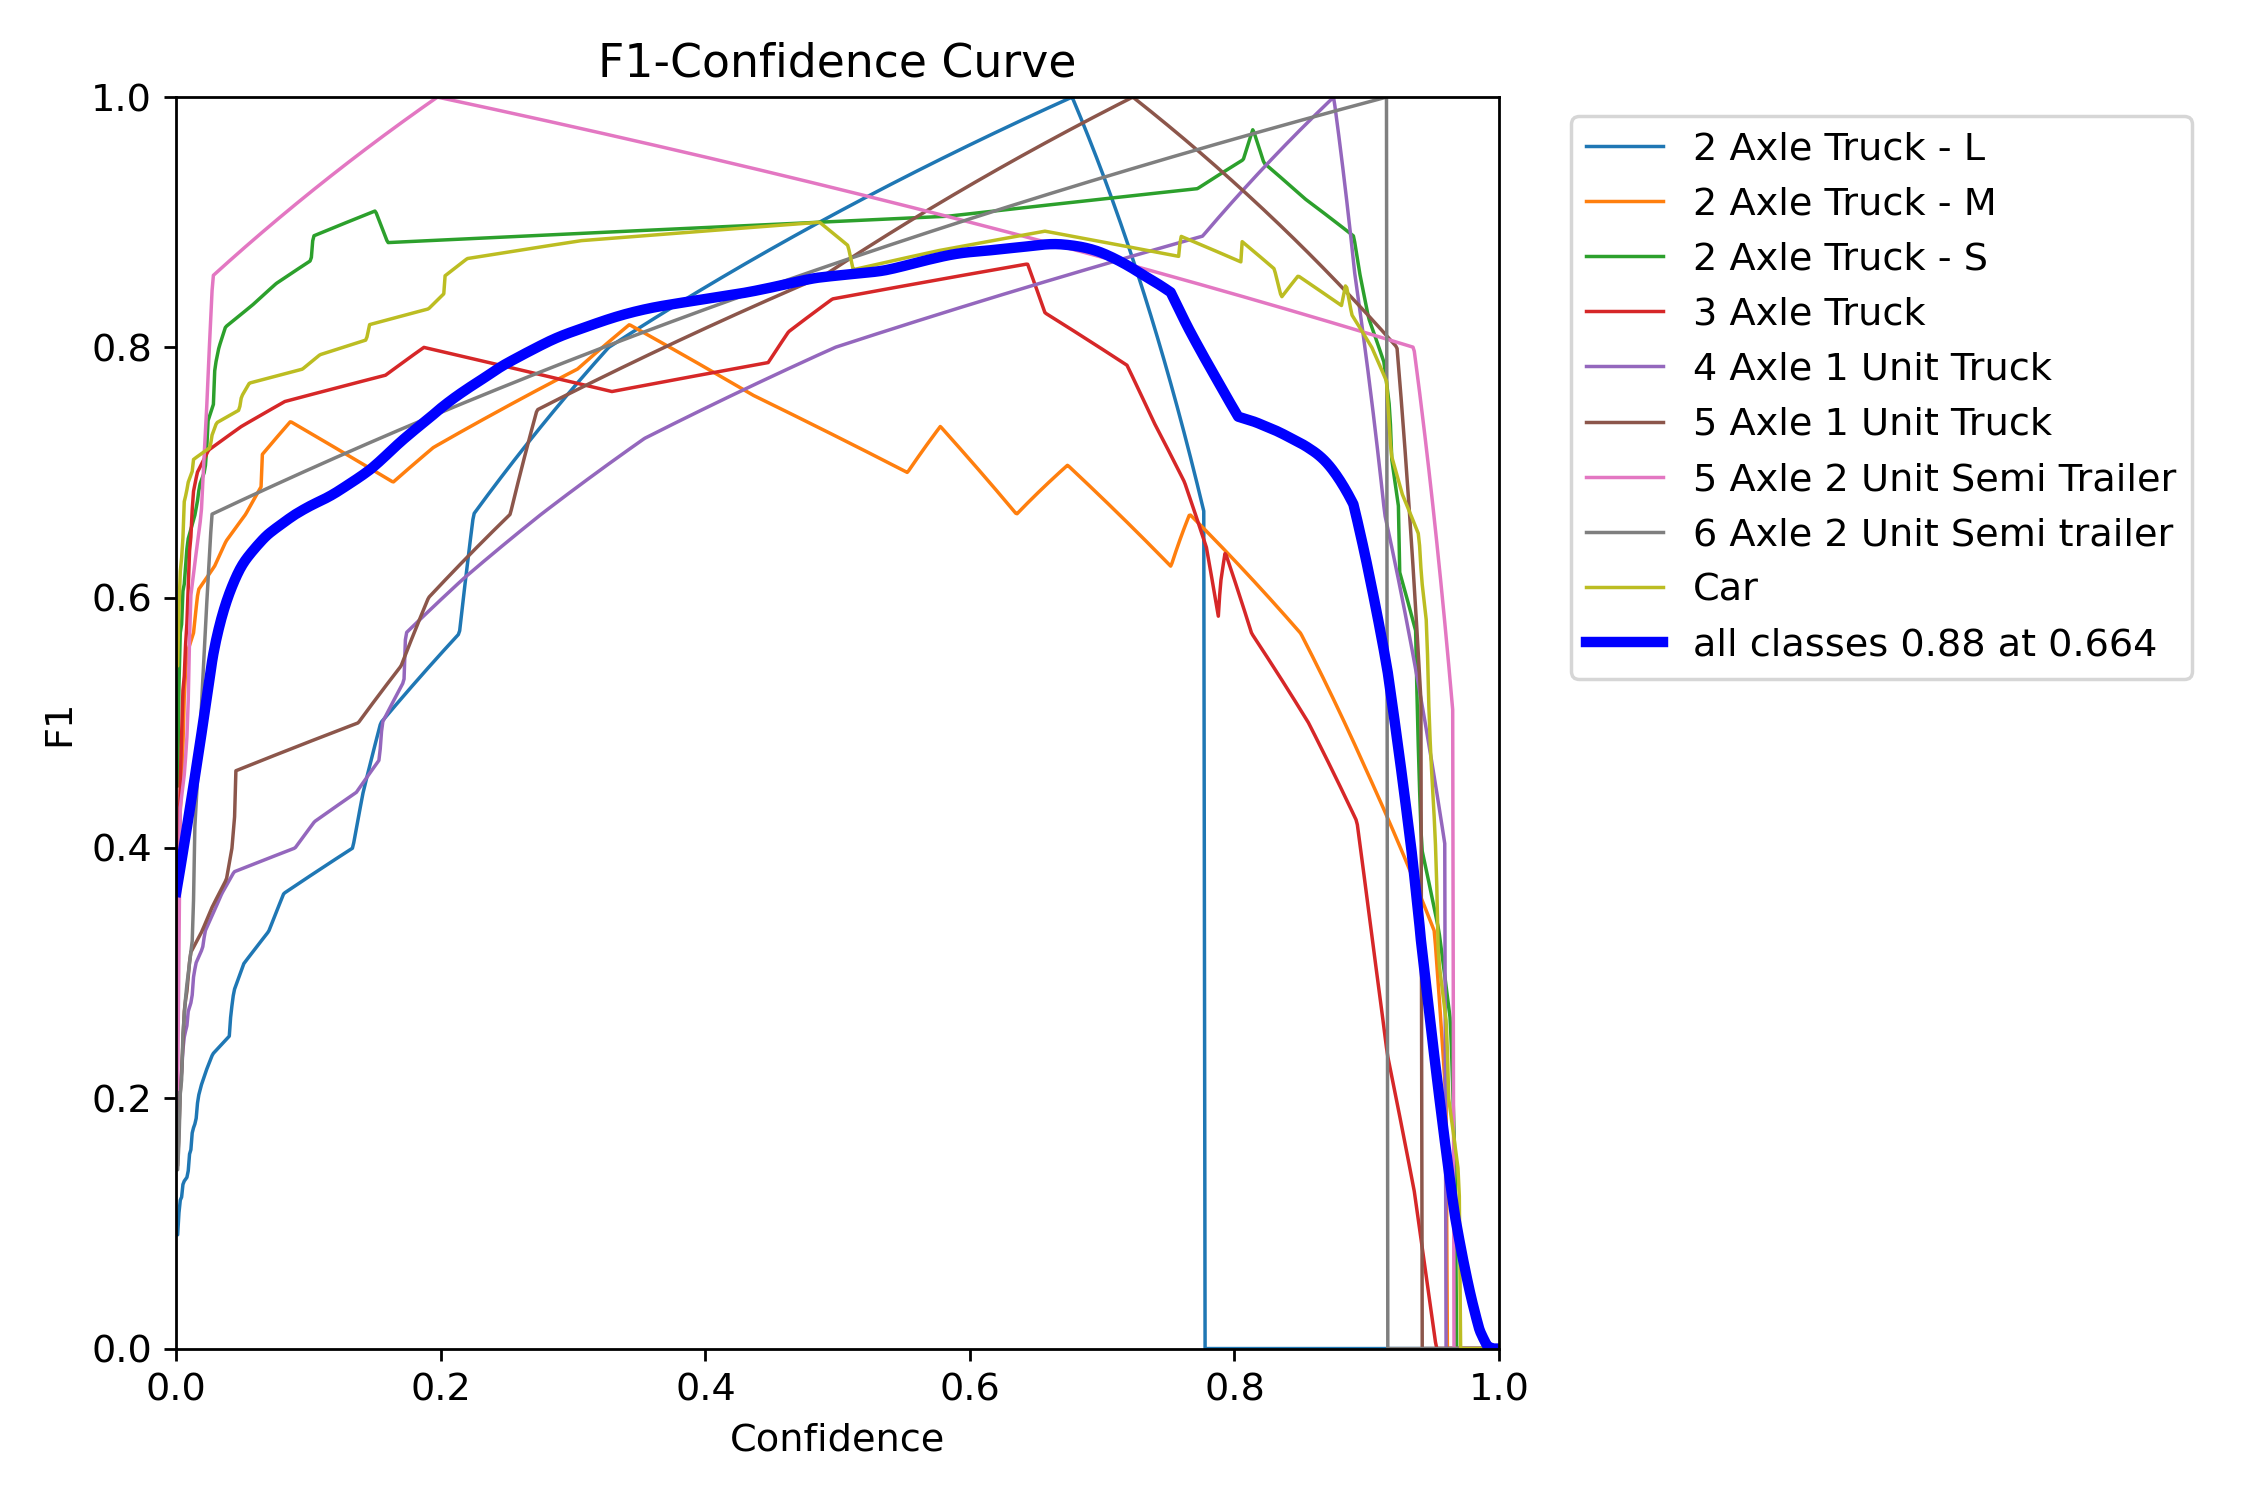 F1-Confidence Curve
1.0
0.8
0.6
0.4
0.2
0.0
F1
0.0 0.2 0.4 0.6 0.8 1.0
Confidence
2 Axle Truck - L
2 Axle Truck - M
2 Axle Truck - S
3 Axle Truck
4 Axle 1 Unit Truck
5 Axle 1 Unit Truck
5 Axle 2 Unit Semi Trailer
6 Axle 2 Unit Semi trailer
Car
all classes 0.88 at 0.664